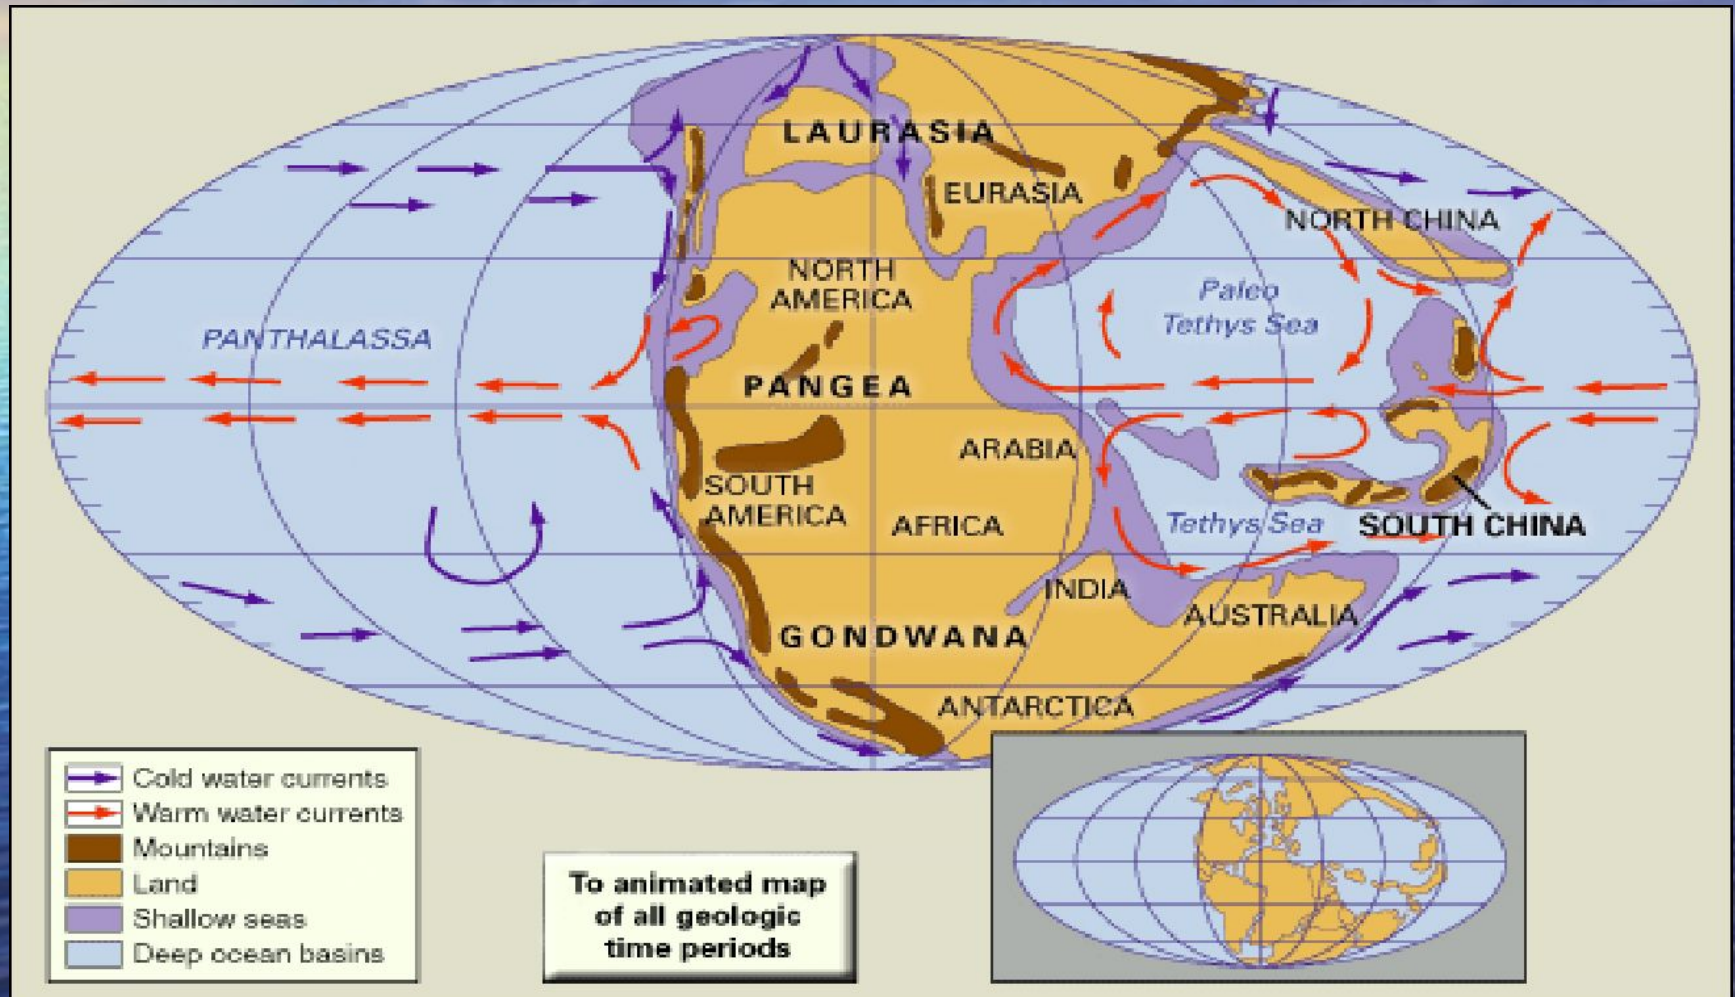 LAURASIA
EURASIA
NORTH CHINA
NORTH
AMERICA
Paleo
Tethys Sea
PANTHALASSA
PANGEA
ARABIA
SOUTH
AMERICA
AFRICA
Tethys Sea
SOUTH CHINA
INDIA
AUSTRALIA
GONDWANA
ANTARCTICA
Cold water currents
Warm water currents
Mountains
Land
Shallow seas
Deep ocean basins
To animated map
of all geologic
time periods